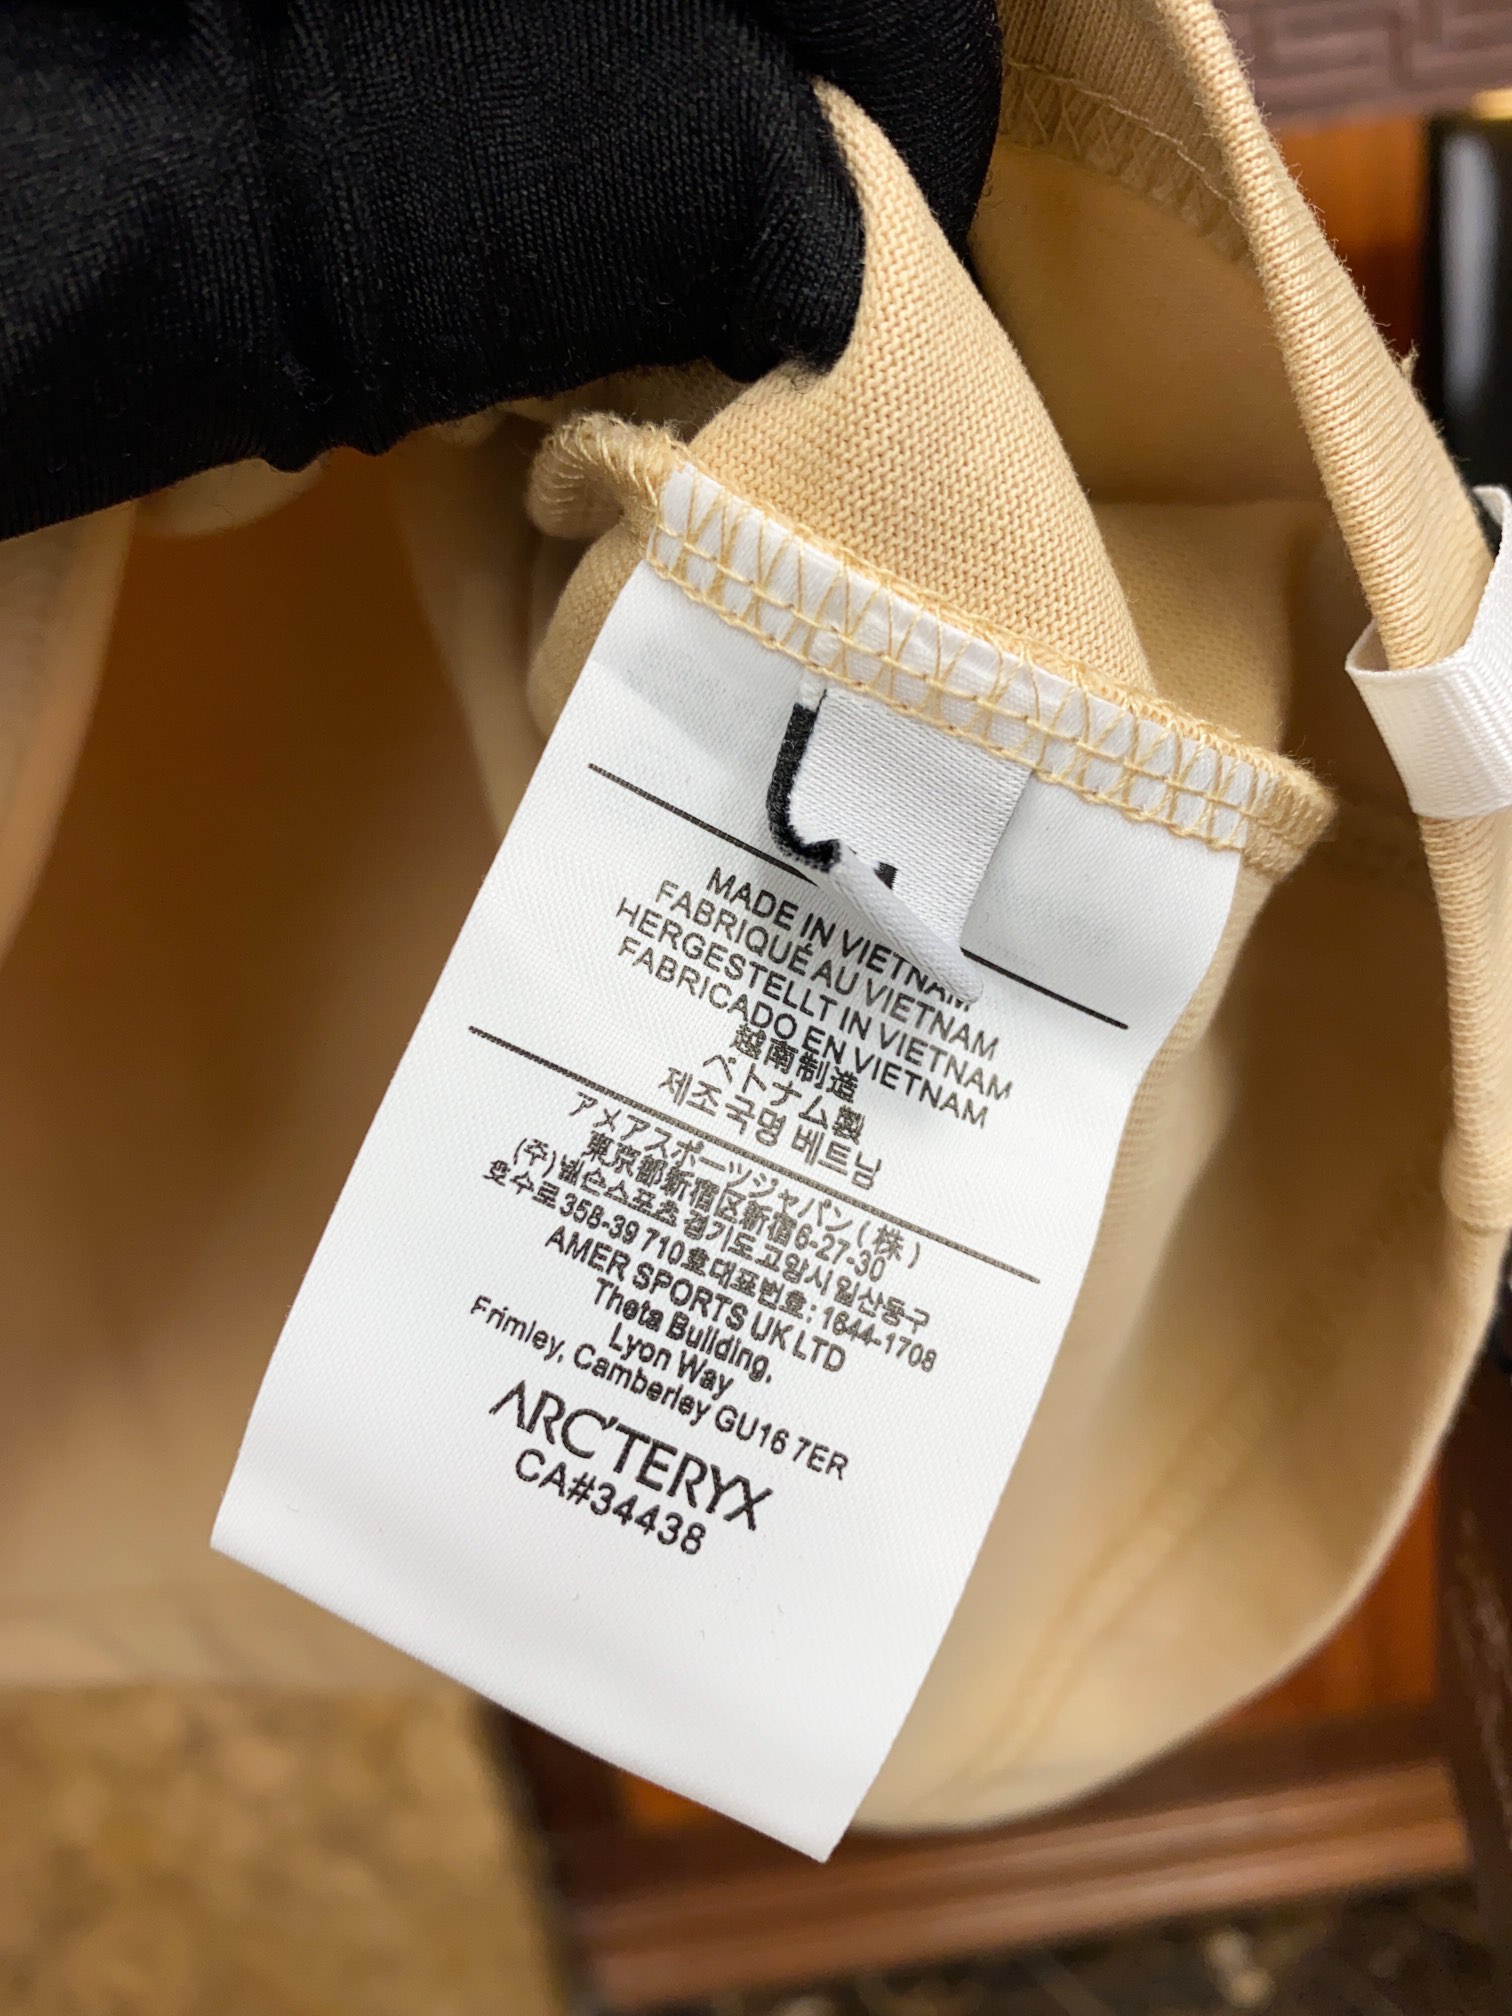 MADE IN VIETNAM
FABRIQUÉ AU VIETNAM
HERGESTELLT IN VIETNAM
FABRICADO EN VIETNAM
越南制造
ベトナム製
제조국명 베트남
アメアスポーツジャパン(株)
東京都新宿区新宿6-27-30
(주)넬슨스포츠 경기도 고양시 일산동구
호수로 358-39 710호 대표번호: 1644-1708
AMER SPORTS UK LTD
Theta Building.
Lyon Way
Frimley, Camberley GU16 7ER
ARC'TERYX
CA#34438